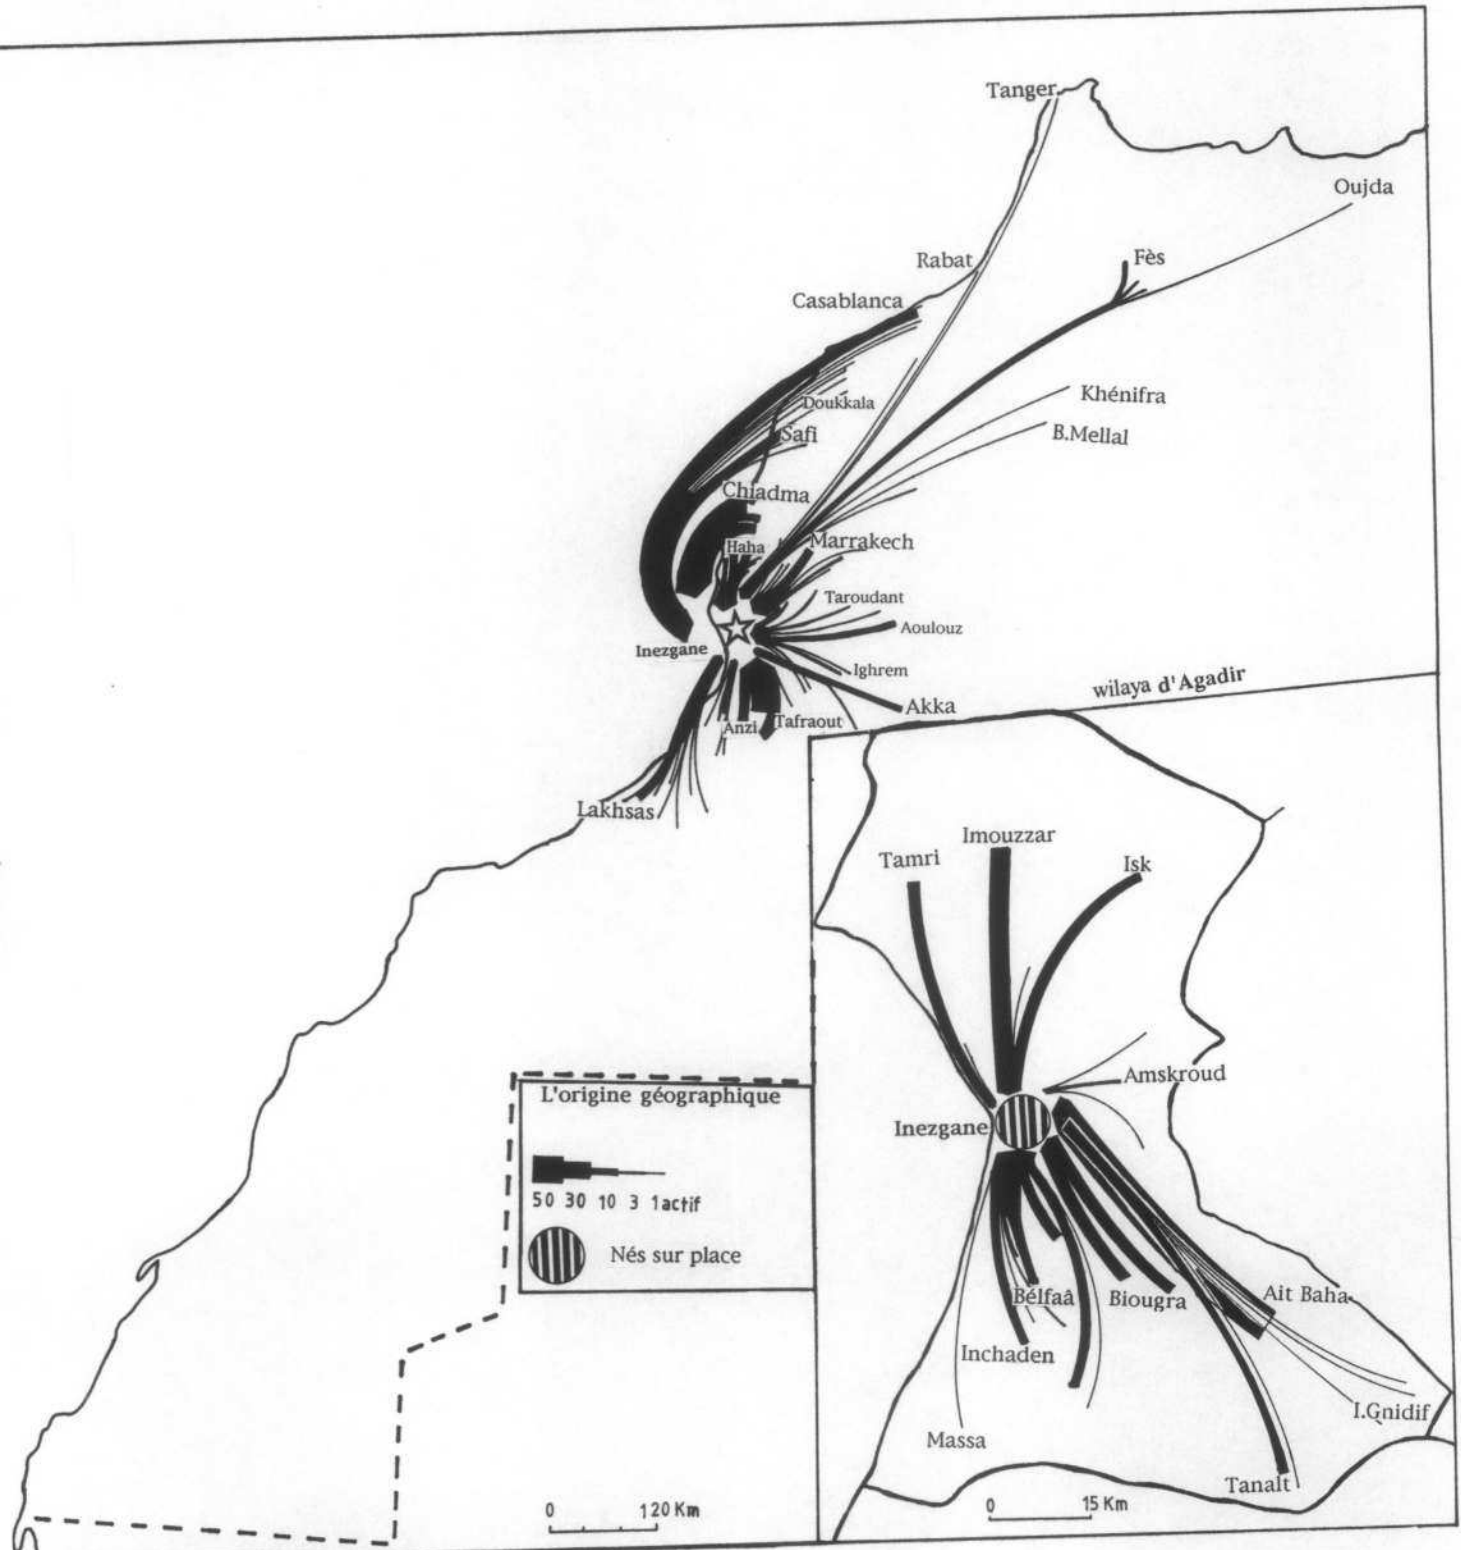 Tanger
Oujda
Fès
Rabat
Casablanca
Khénifra
Doukkala
B.Mellal
Safi
Chiadma
Haha
Marrakech
Taroudant
Aoulouz
Inezgane
Ighrem
wilaya d'Agadir
Akka
Anzi
Tafraout
Lakhsas
Imouzzar
Tamri
Isk
Amskroud
L'origine géographique
Inezgane
50 30 10 3 1 actif
Nés sur place
Bélfaâ
Biougra
Ait Baha
Inchaden
I.Gnidif
Massa
Tanalt
0 120 Km
0 15 Km